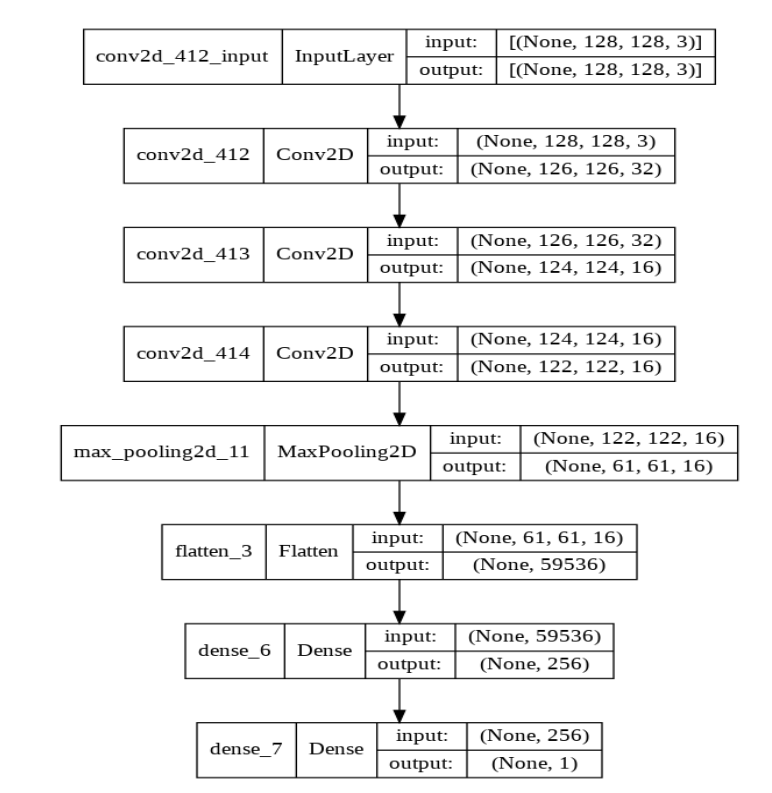 conv2d_412_input InputLayer input: [(None, 128, 128, 3)]
output: [(None, 128, 128, 3)]
conv2d_412 Conv2D input: (None, 128, 128, 3)
output: (None, 126, 126, 32)
conv2d_413 Conv2D input: (None, 126, 126, 32)
output: (None, 124, 124, 16)
conv2d_414 Conv2D input: (None, 124, 124, 16)
output: (None, 122, 122, 16)
max_pooling2d_11 MaxPooling2D input: (None, 122, 122, 16)
output: (None, 61, 61, 16)
flatten_3 Flatten input: (None, 61, 61, 16)
output: (None, 59536)
dense_6 Dense input: (None, 59536)
output: (None, 256)
dense_7 Dense input: (None, 256)
output: (None, 1)